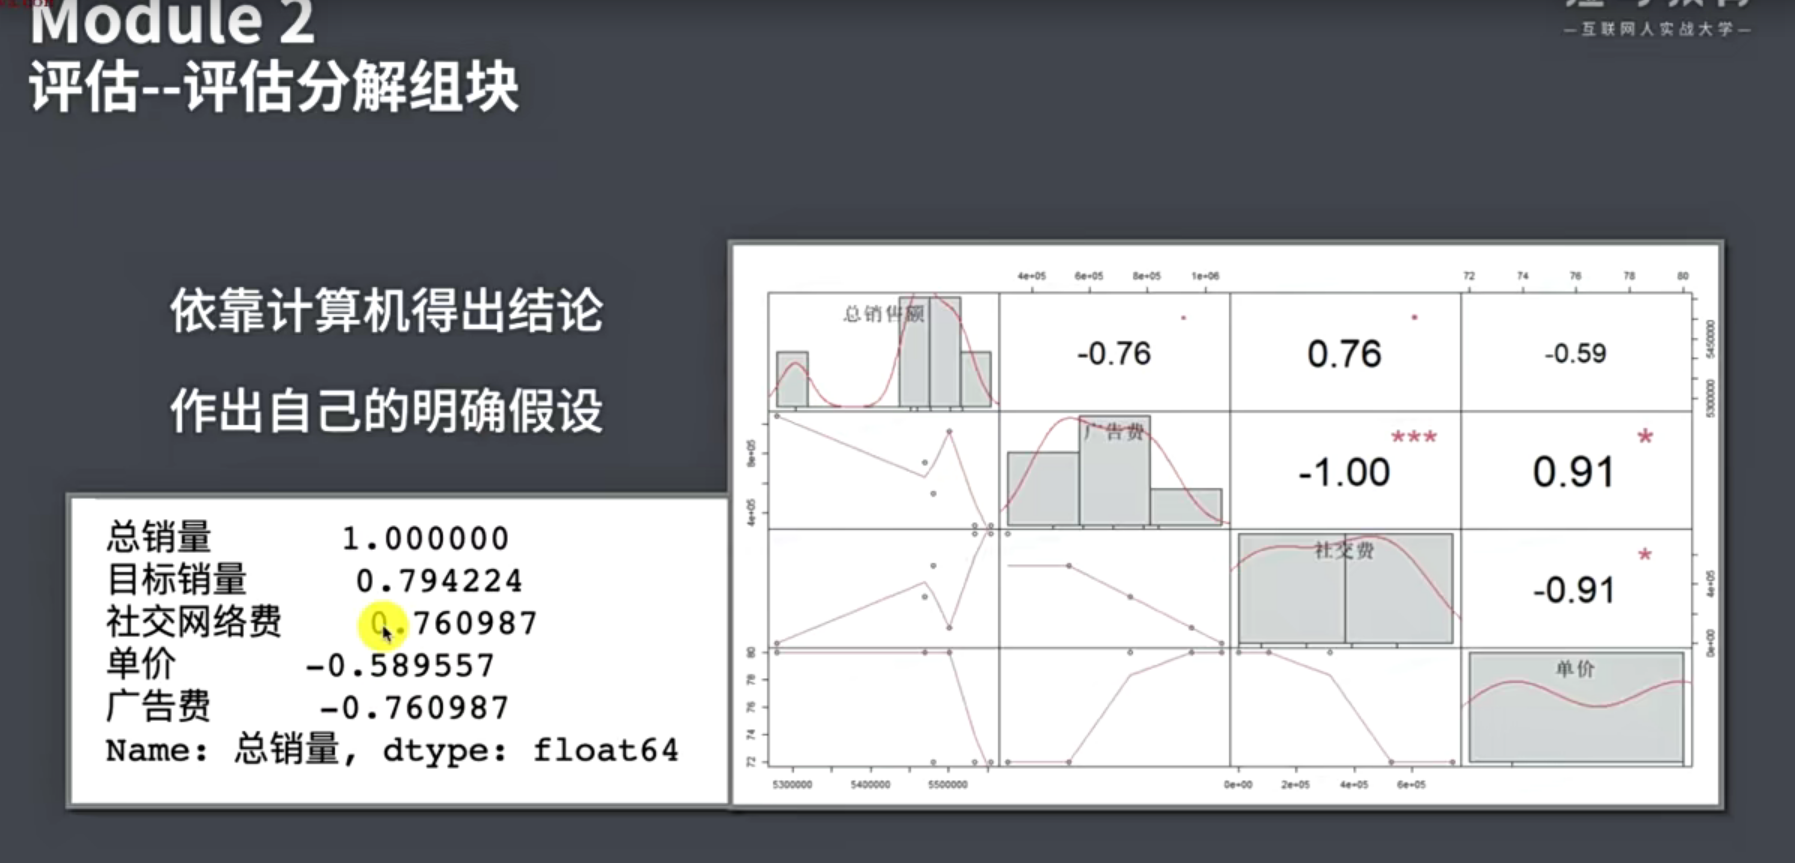 Module 2
—互联网人实战大学—
评估--评估分解组块
依靠计算机得出结论
作出自己的明确假设
总销量 1.000000
目标销量 0.794224
社交网络费 0.760987
单价 -0.589557
广告费 -0.760987
Name: 总销量, dtype: float64
4e+05 6e+05 8e+05 1e+06
72 74 76 78 80
总销售额
-0.76
0.76
-0.59
5300000 5450000
广告费
***
-1.00
*
0.91
4e+05 8e+05
社交费
*
-0.91
0e+00 4e+05
单价
72 74 76 78 80
5300000 5400000 5500000
0e+00 2e+05 4e+05 6e+05